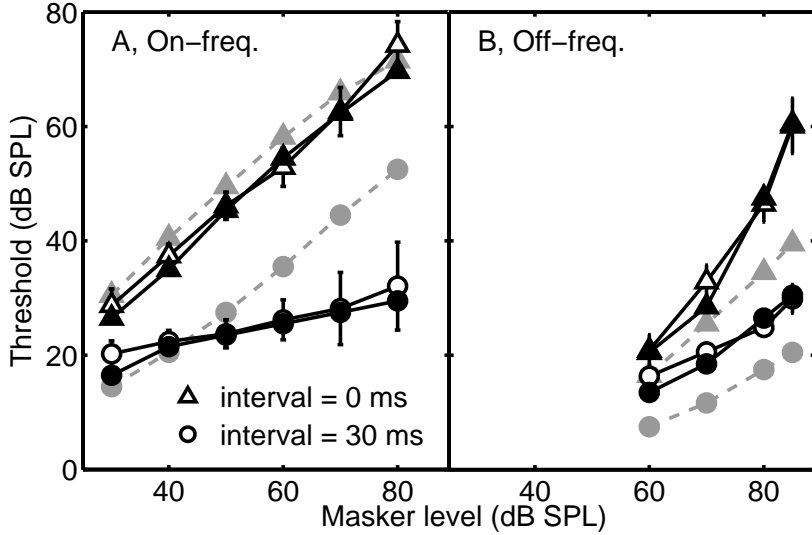 80
60
40
20
0
Threshold (dB SPL)
A, On−freq.
B, Off−freq.
interval = 0 ms
interval = 30 ms
40
60
80
40
60
80
Masker level (dB SPL)